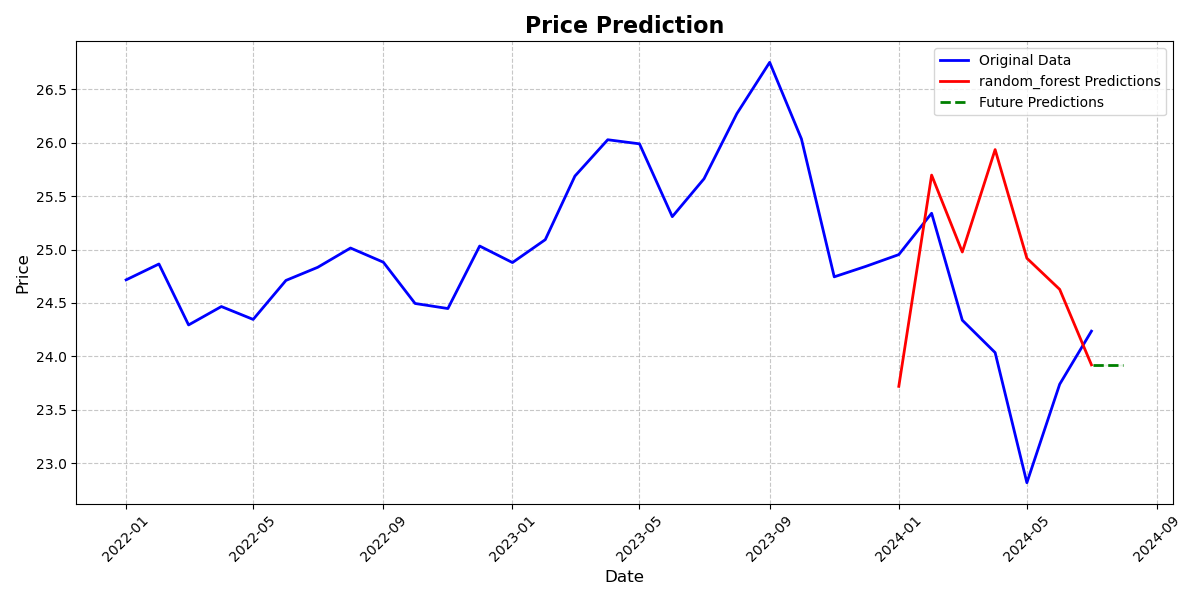 Price Prediction
Original Data
random_forest Predictions
Future Predictions
Price
26.5
26.0
25.5
25.0
24.5
24.0
23.5
23.0
2022-01
2022-05
2022-09
2023-01
2023-05
2023-09
2024-01
2024-05
2024-09
Date